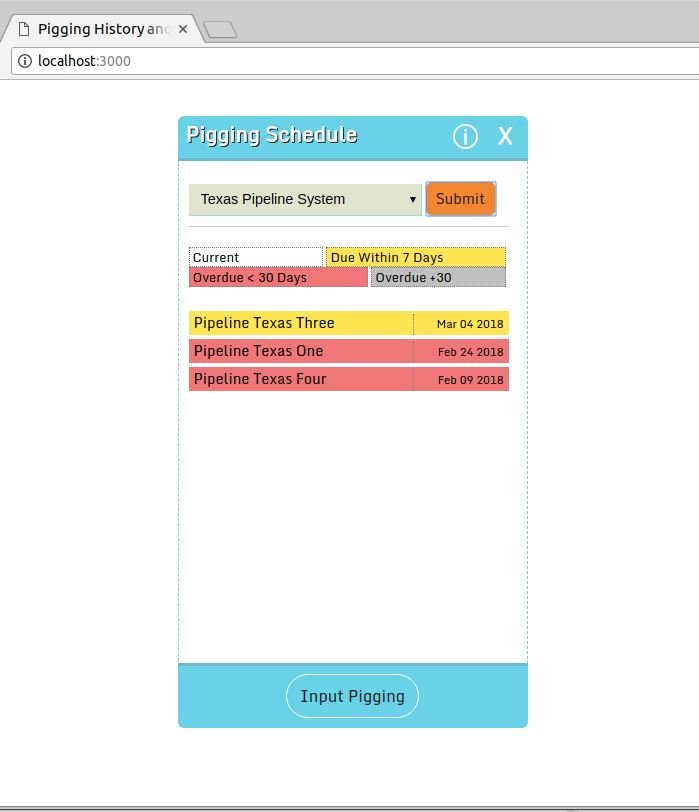 Pigging History an
localhost:3000
Pigging Schedule X
Texas Pipeline System Submit
Current Due Within 7 Days
Overdue < 30 Days Overdue +30
Pipeline Texas Three Mar 04 2018
Pipeline Texas One Feb 24 2018
Pipeline Texas Four Feb 09 2018
Input Pigging